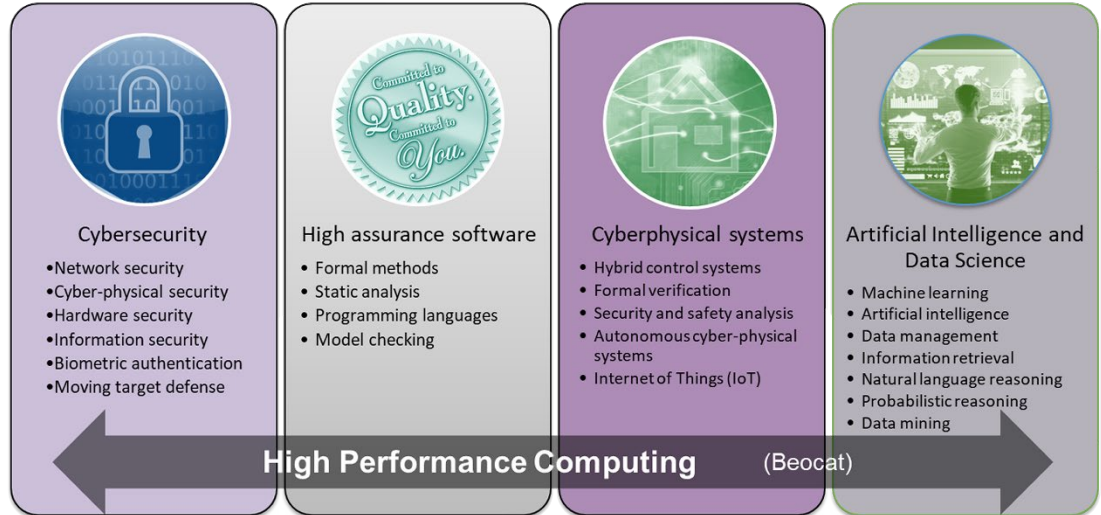 Cybersecurity
•Network security
•Cyber-physical security
•Hardware security
•Information security
•Biometric authentication
•Moving target defense
Committed to
Quality.
Committed to
You.
High assurance software
• Formal methods
• Static analysis
• Programming languages
• Model checking
Cyberphysical systems
• Hybrid control systems
• Formal verification
• Security and safety analysis
• Autonomous cyber-physical
systems
• Internet of Things (IoT)
Artificial Intelligence and
Data Science
• Machine learning
• Artificial intelligence
• Data management
• Information retrieval
• Natural language reasoning
• Probabilistic reasoning
• Data mining
High Performance Computing (Beocat)